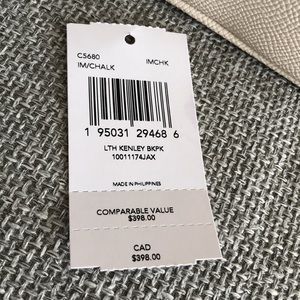 C5680
IM/CHALK IMCHK
1 95031 29468 6
LTH KENLEY BKPK
10011174JAX
MADE IN PHILIPPINES
COMPARABLE VALUE
$398.00
CAD
$398.00